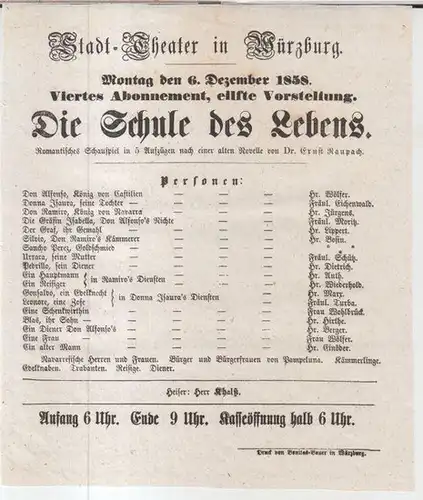 Stadt-Theater in Würzburg.
Montag den 6. Dezember 1858.
Viertes Abonnement, eilfte Vorstellung.
Die Schule des Lebens.
Romantisches Schauspiel in 5 Aufzügen nach einer alten Novelle von Dr. Ernst Raupach.
Personen:
Don Alfonso, König von Castilien — — — — Hr. Wölfer.
Donna Isaura, seine Tochter — — — — — Fräul. Eichenwald.
Don Ramiro, König von Navarra — — — — Hr. Jürgens.
Die Gräfin Isabella, Don Alfonso's Nichte — — — — Fräul. Moritz.
Der Graf, ihr Gemahl — — — — — Hr. Lippert.
Silvio, Don Ramiro's Kämmerer — — — — Hr. Bosin.
Sancho Perez, Goldschmied — — — — — * *
Urraca, seine Mutter — — — — — Fräul. Schütz.
Pedrillo, sein Diener — — — — — Hr. Dietrich.
Ein Hauptmann } in Ramiro's Diensten — — — — Hr. Auth.
Ein Reisiger — — — — Hr. Wiederhold.
Gonsalvo, ein Edelknecht } in Donna Isaura's Diensten — — — Hr. Marx.
Leonore, eine Zofe — — — Fräul. Turba.
Eine Schenkwirthin — — — — — Frau Wohlbrück.
Blas, ihr Sohn — — — — — Hr. Hirthe.
Ein Diener Don Alfonso's — — — — — Hr. Berger.
Eine Frau — — — — — Frau Wölfer.
Ein alter Mann — — — — — Hr. Einöder.
Navarresische Herren und Frauen. Bürger und Bürgerfrauen von Pampeluna. Kämmerlinge.
Edelknaben. Trabanten. Reisige. Diener.
Heiser: Herr Khalß.
Anfang 6 Uhr. Ende 9 Uhr. Kasseöffnung halb 6 Uhr.
Druck von Bonitas-Bauer in Würzburg.